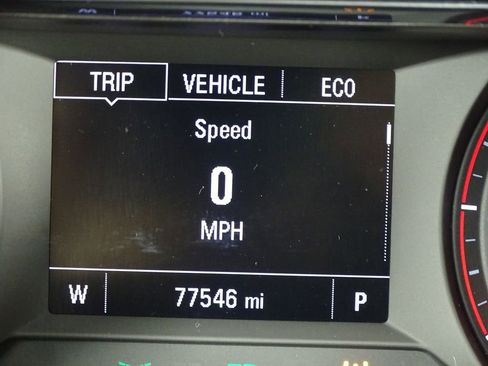 TRIP VEHICLE ECO
Speed
0
MPH
W 77546 mi P